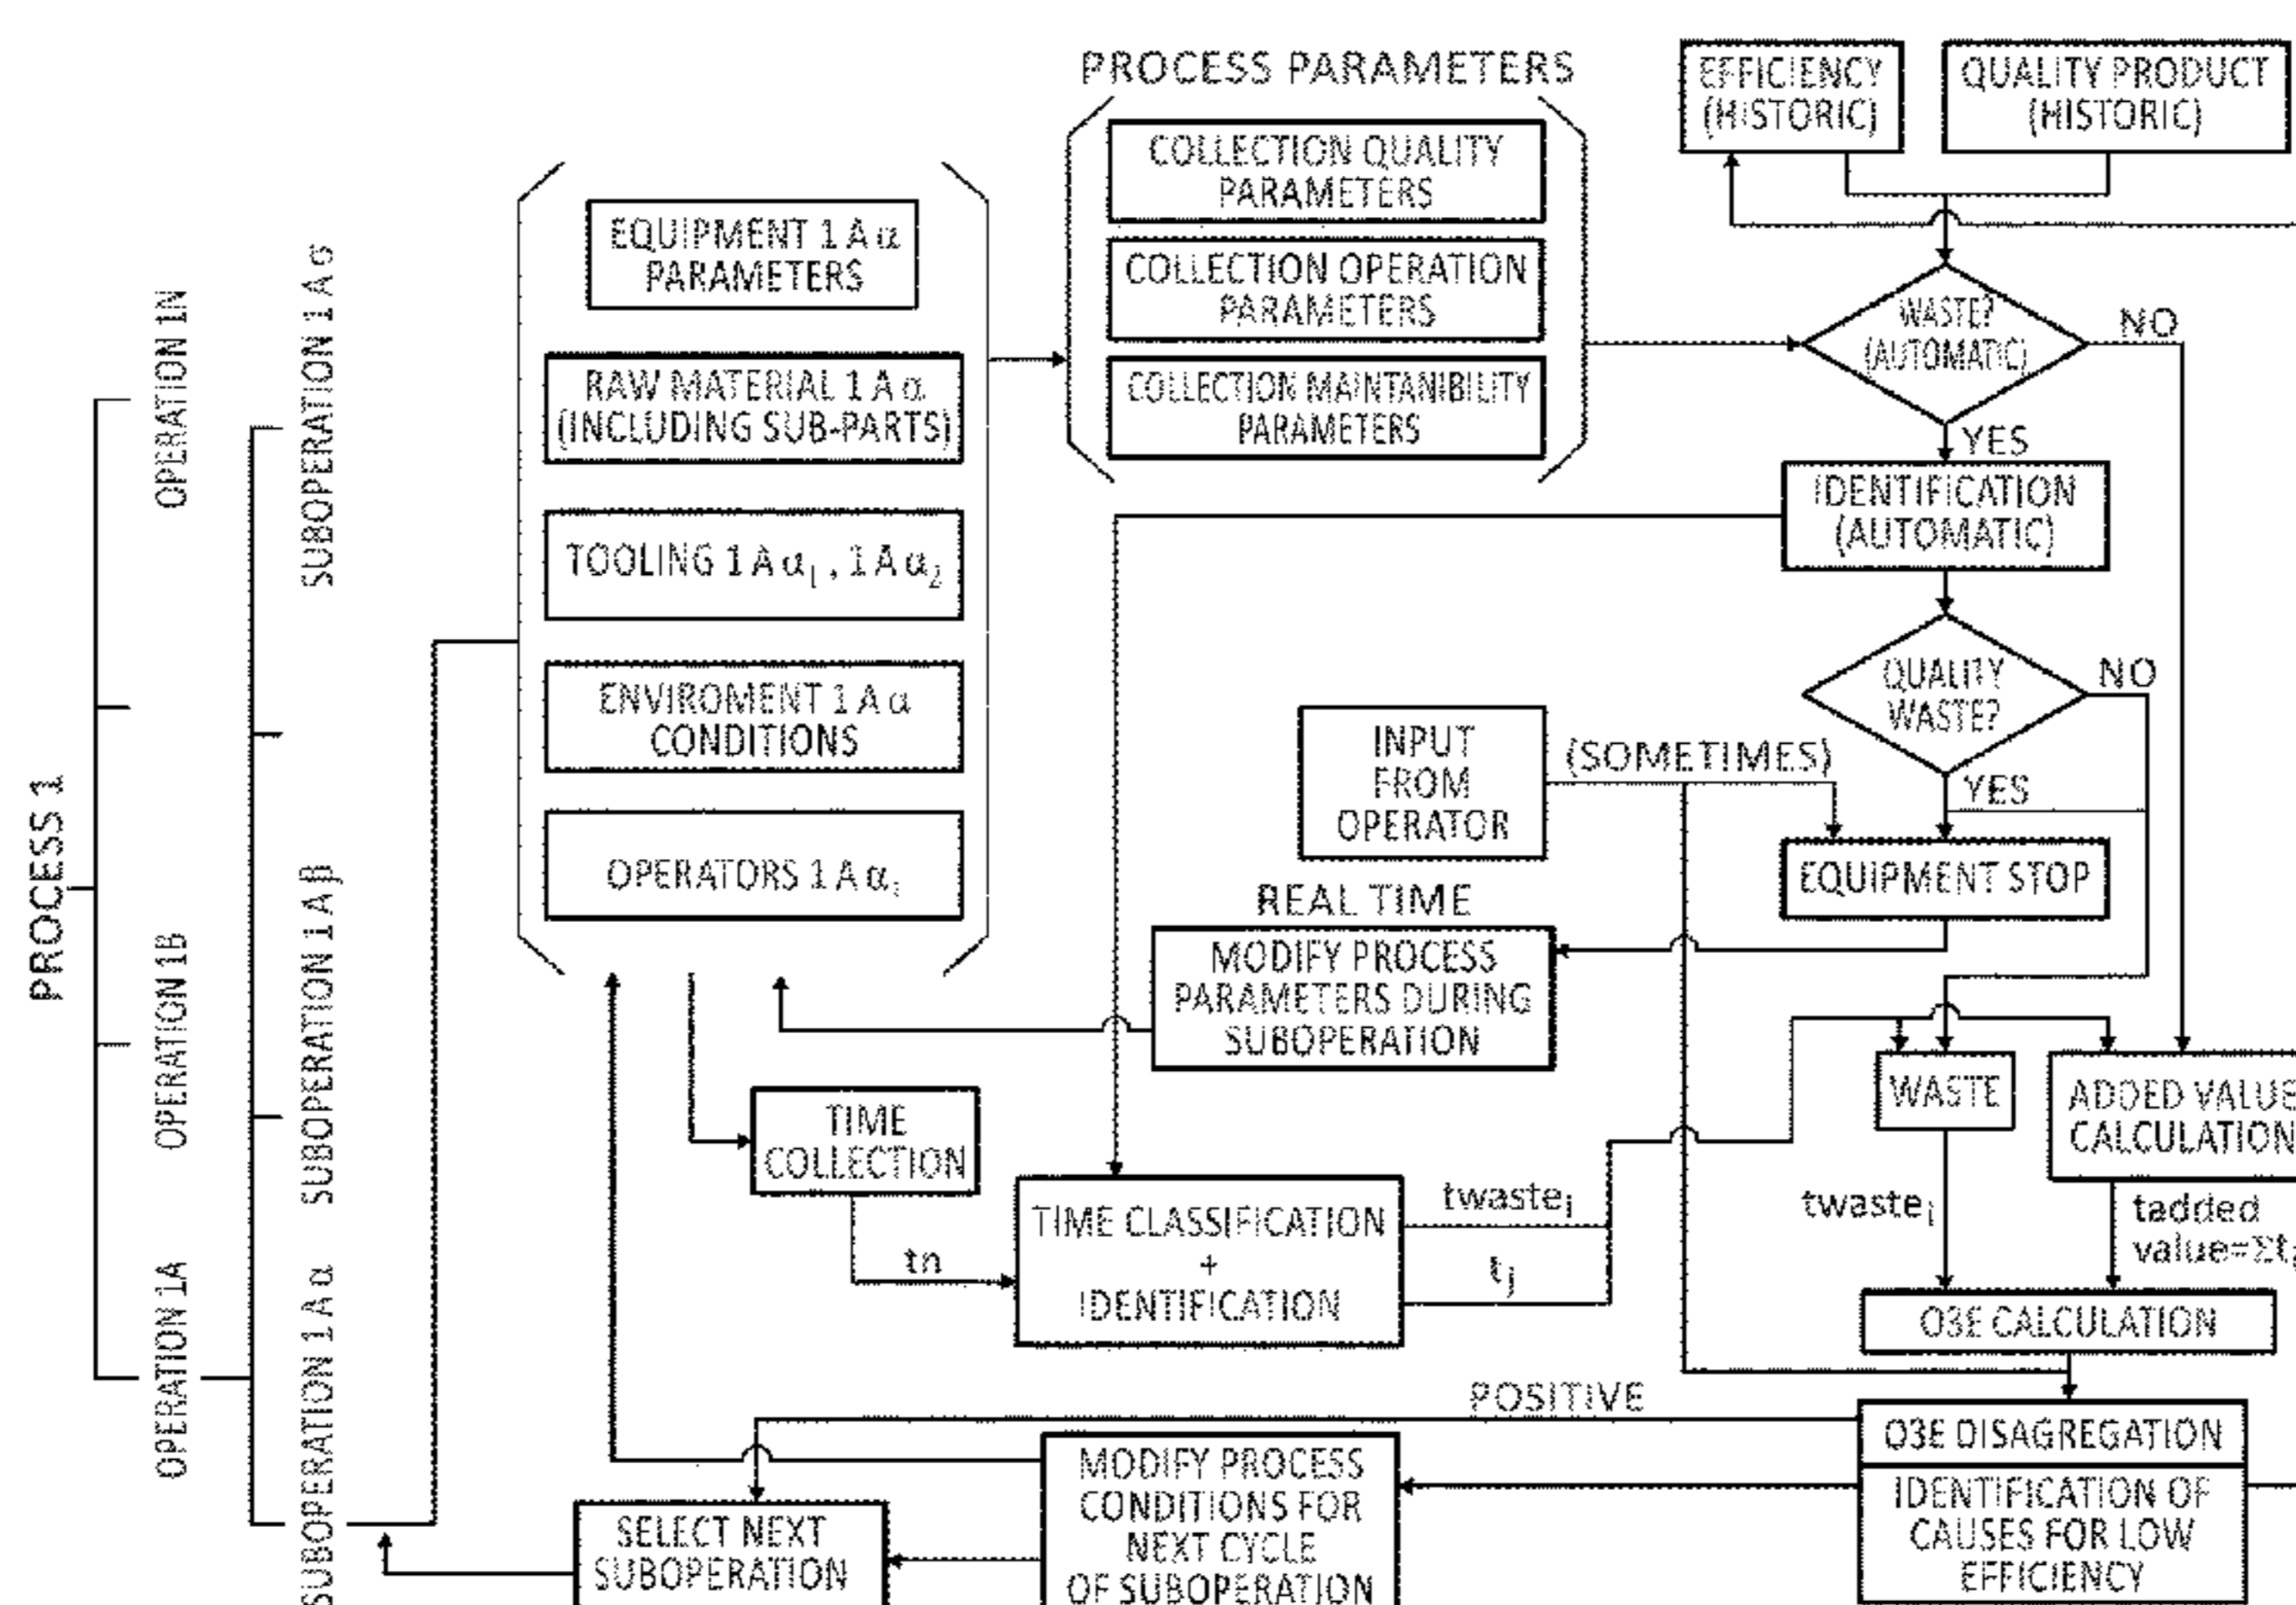 PROCESS 1
OPERATION 1N
OPERATION 1B
OPERATION 1A
SUBOPERATION 1 A σ
SUBOPERATION 1 A β
SUBOPERATION 1 A α
EQUIPMENT 1 A α
PARAMETERS
RAW MATERIAL 1 A α
(INCLUDING SUB-PARTS)
TOOLING 1 A α1 , 1 A α2
ENVIROMENT 1 A α
CONDITIONS
OPERATORS 1 A αi
PROCESS PARAMETERS
COLLECTION QUALITY
PARAMETERS
COLLECTION OPERATION
PARAMETERS
COLLECTION MAINTANIBILITY
PARAMETERS
EFFICIENCY
(HISTORIC)
QUALITY PRODUCT
(HISTORIC)
WASTE?
(AUTOMATIC)
NO
YES
IDENTIFICATION
(AUTOMATIC)
QUALITY
WASTE?
NO
YES
INPUT
FROM
OPERATOR
(SOMETIMES)
EQUIPMENT STOP
REAL TIME
MODIFY PROCESS
PARAMETERS DURING
SUBOPERATION
TIME
COLLECTION
tn
TIME CLASSIFICATION
+
IDENTIFICATION
twastei
tj
WASTE
ADDED VALUE
CALCULATION
twastei
tadded
value=Σtj
O3E CALCULATION
POSITIVE
O3E DISAGREGATION
IDENTIFICATION OF
CAUSES FOR LOW
EFFICIENCY
MODIFY PROCESS
CONDITIONS FOR
NEXT CYCLE
OF SUBOPERATION
SELECT NEXT
SUBOPERATION